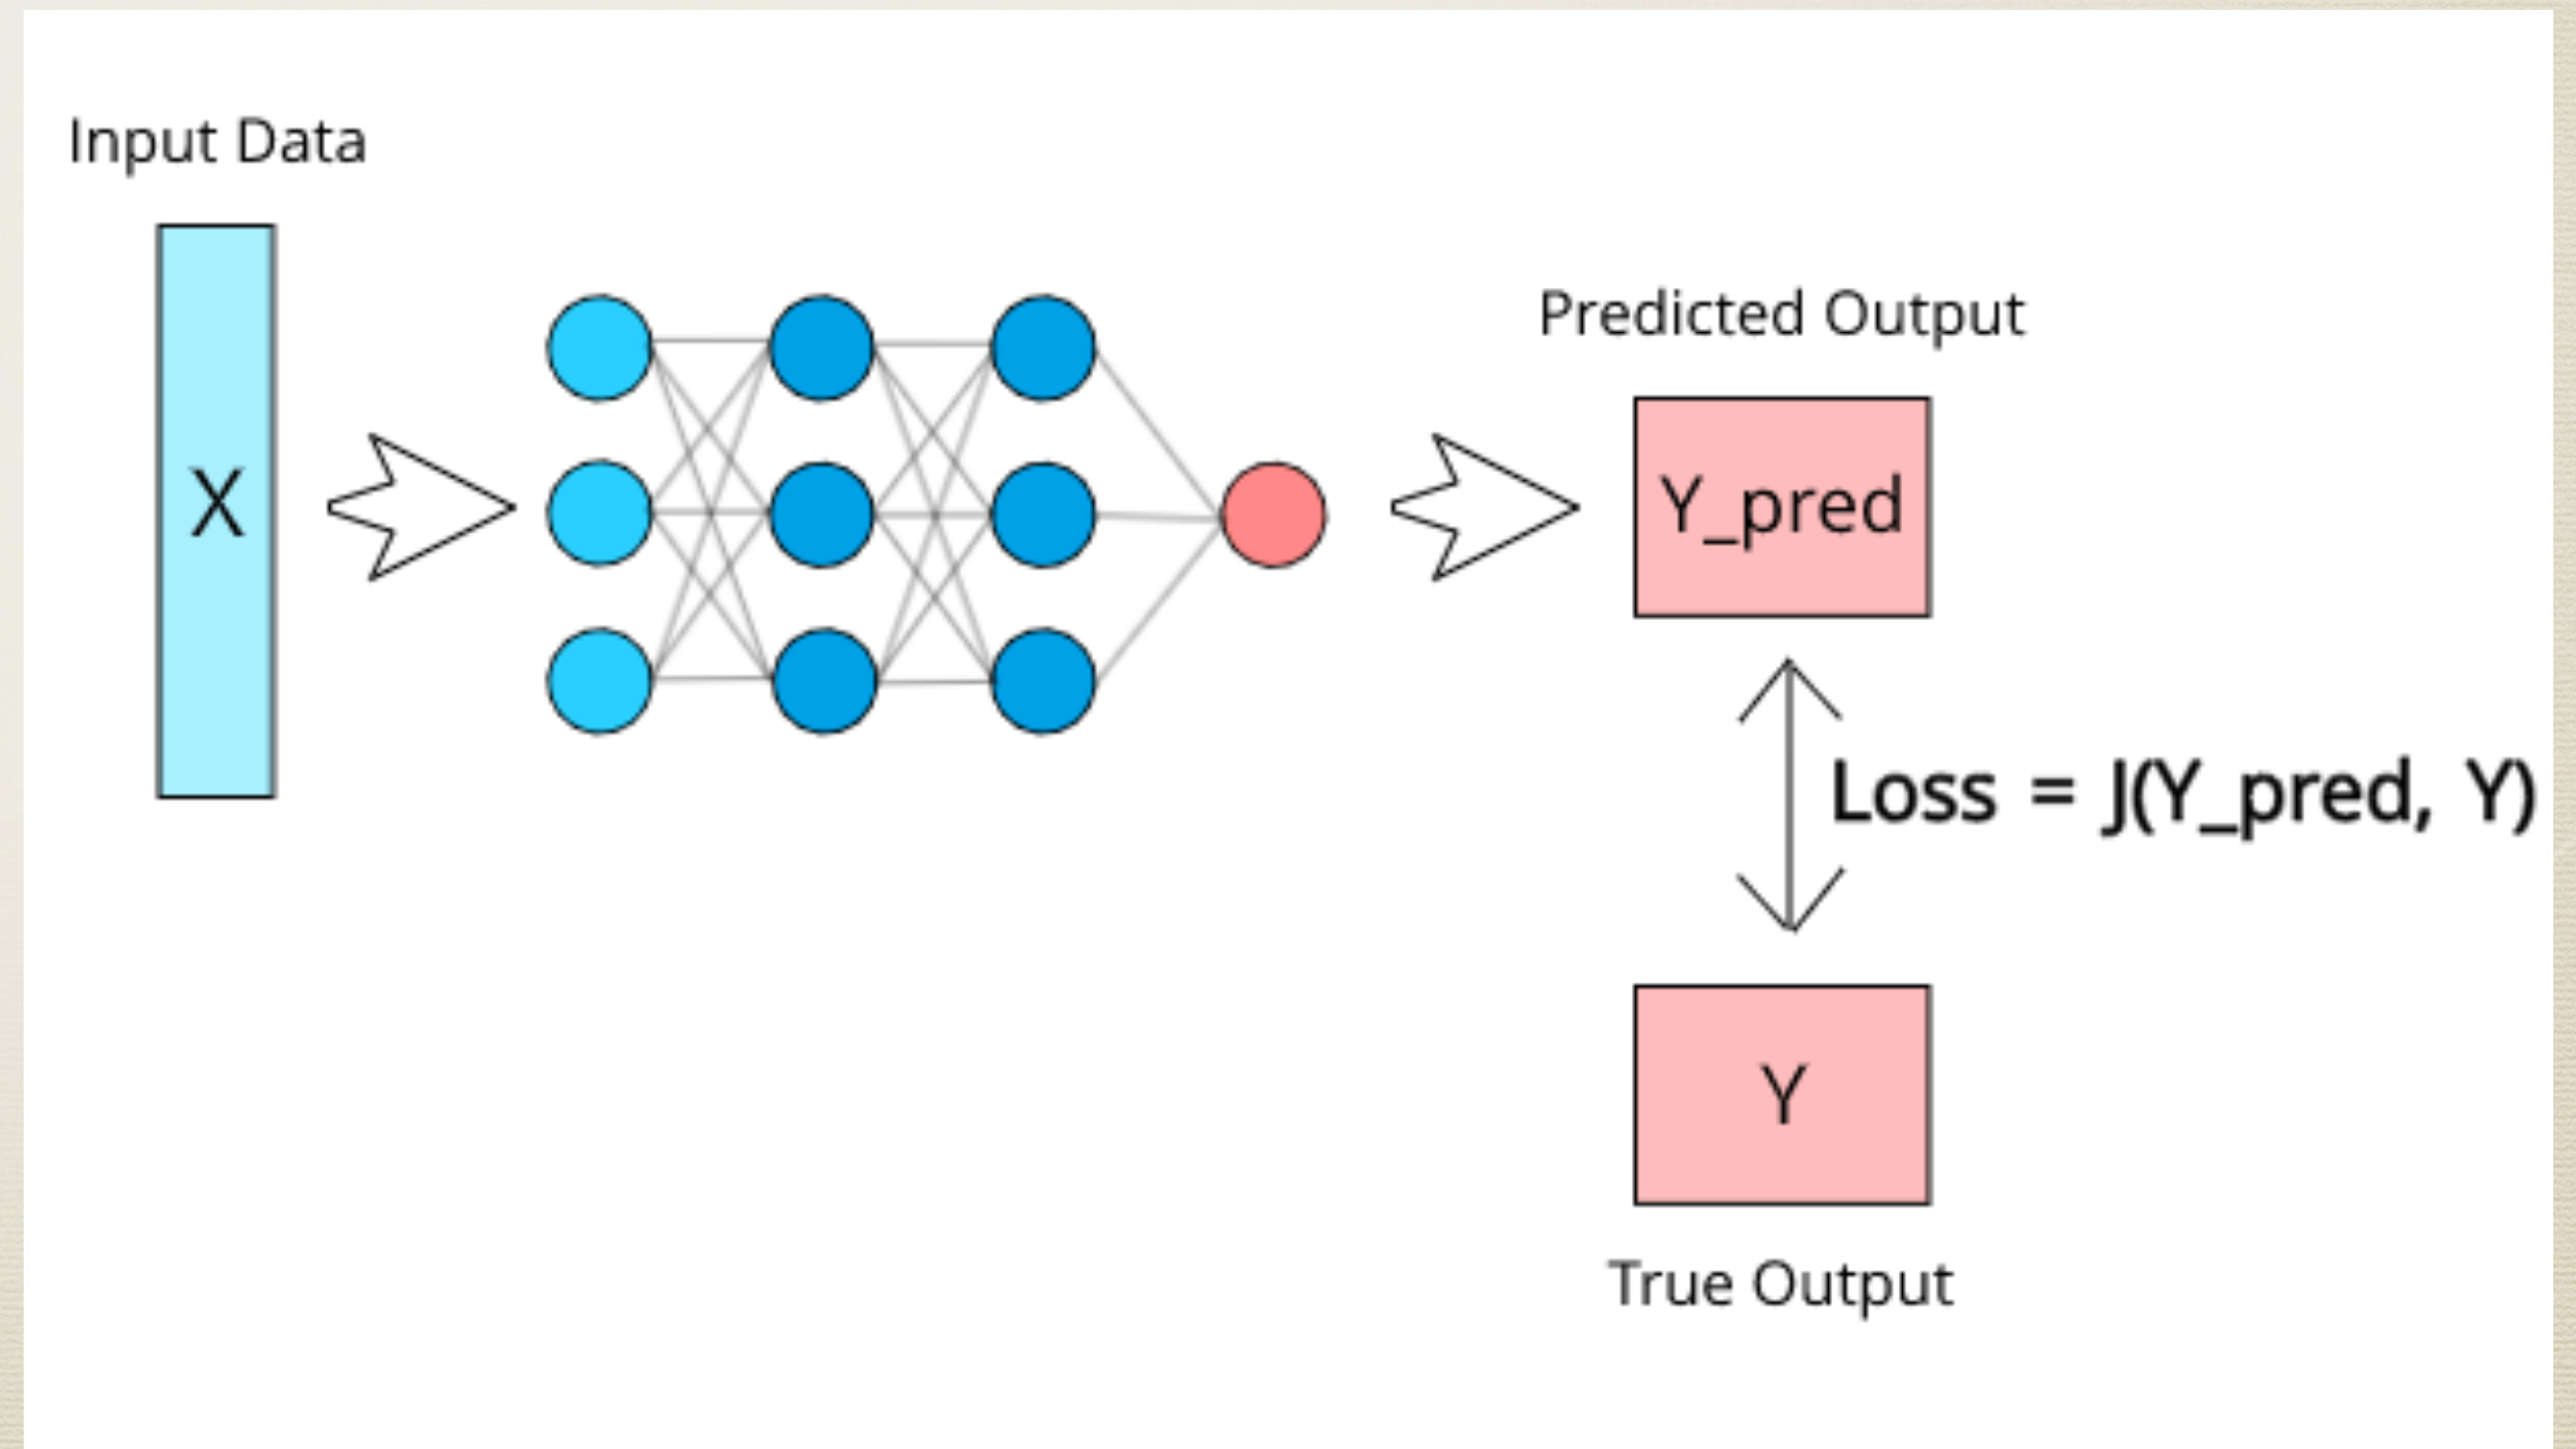 Input Data
X
Predicted Output
Y_pred
Loss = J(Y_pred, Y)
Y
True Output